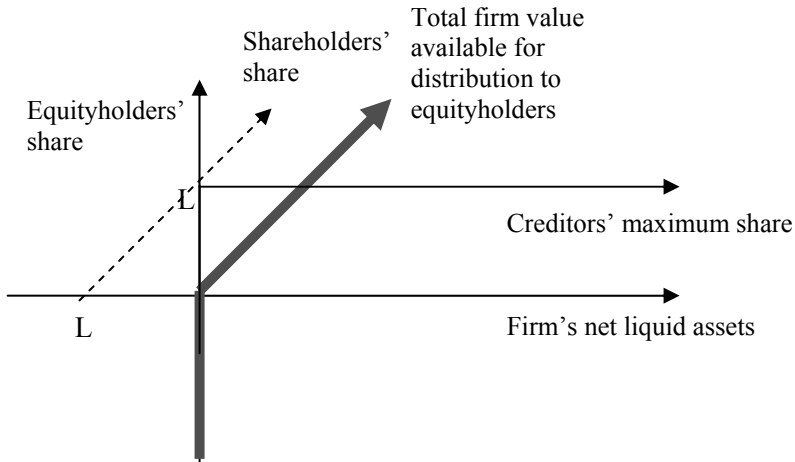 Total firm value
available for
distribution to
equityholders
Shareholders’
share
Equityholders’
share
L
Creditors’ maximum share
L
Firm’s net liquid assets